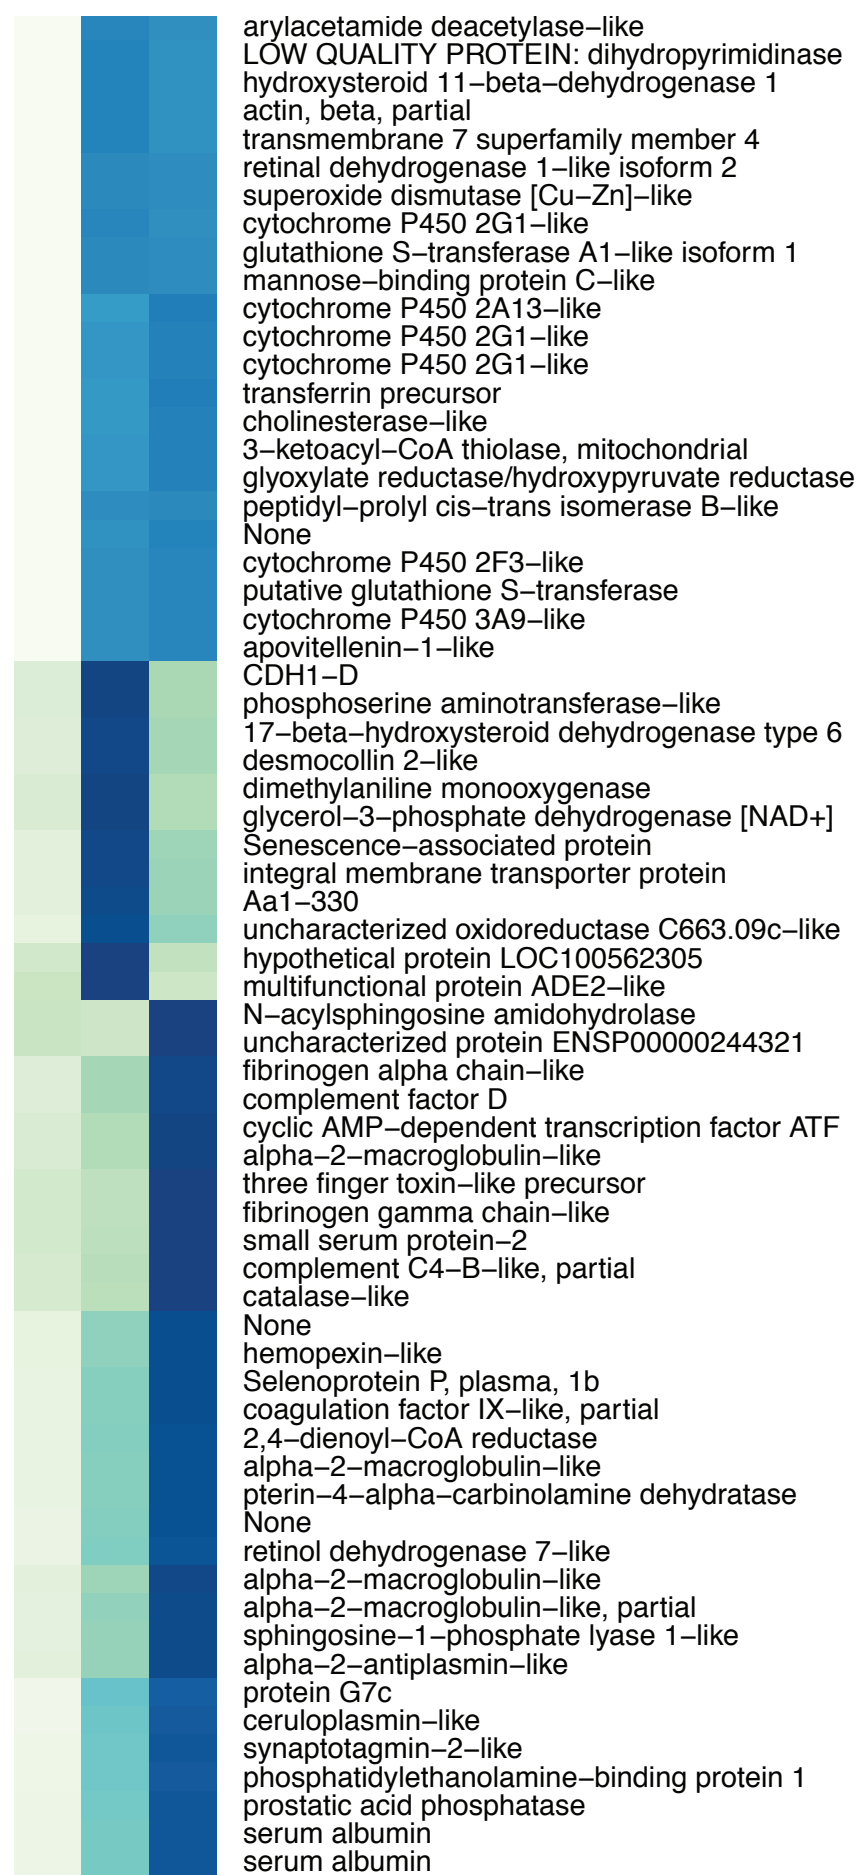 arylacetamide deacetylase−like
LOW QUALITY PROTEIN: dihydropyrimidinase
hydroxysteroid 11−beta−dehydrogenase 1
actin, beta, partial
transmembrane 7 superfamily member 4
retinal dehydrogenase 1−like isoform 2
superoxide dismutase [Cu−Zn]−like
cytochrome P450 2G1−like
glutathione S−transferase A1−like isoform 1
mannose−binding protein C−like
cytochrome P450 2A13−like
cytochrome P450 2G1−like
cytochrome P450 2G1−like
transferrin precursor
cholinesterase−like
3−ketoacyl−CoA thiolase, mitochondrial
glyoxylate reductase/hydroxypyruvate reductase
peptidyl−prolyl cis−trans isomerase B−like
None
cytochrome P450 2F3−like
putative glutathione S−transferase
cytochrome P450 3A9−like
apovitellenin−1−like
CDH1−D
phosphoserine aminotransferase−like
17−beta−hydroxysteroid dehydrogenase type 6
desmocollin 2−like
dimethylaniline monooxygenase
glycerol−3−phosphate dehydrogenase [NAD+]
Senescence−associated protein
integral membrane transporter protein
Aa1−330
uncharacterized oxidoreductase C663.09c−like
hypothetical protein LOC100562305
multifunctional protein ADE2−like
N−acylsphingosine amidohydrolase
uncharacterized protein ENSP00000244321
fibrinogen alpha chain−like
complement factor D
cyclic AMP−dependent transcription factor ATF
alpha−2−macroglobulin−like
three finger toxin−like precursor
fibrinogen gamma chain−like
small serum protein−2
complement C4−B−like, partial
catalase−like
None
hemopexin−like
Selenoprotein P, plasma, 1b
coagulation factor IX−like, partial
2,4−dienoyl−CoA reductase
alpha−2−macroglobulin−like
pterin−4−alpha−carbinolamine dehydratase
None
retinol dehydrogenase 7−like
alpha−2−macroglobulin−like
alpha−2−macroglobulin−like, partial
sphingosine−1−phosphate lyase 1−like
alpha−2−antiplasmin−like
protein G7c
ceruloplasmin−like
synaptotagmin−2−like
phosphatidylethanolamine−binding protein 1
prostatic acid phosphatase
serum albumin
serum albumin